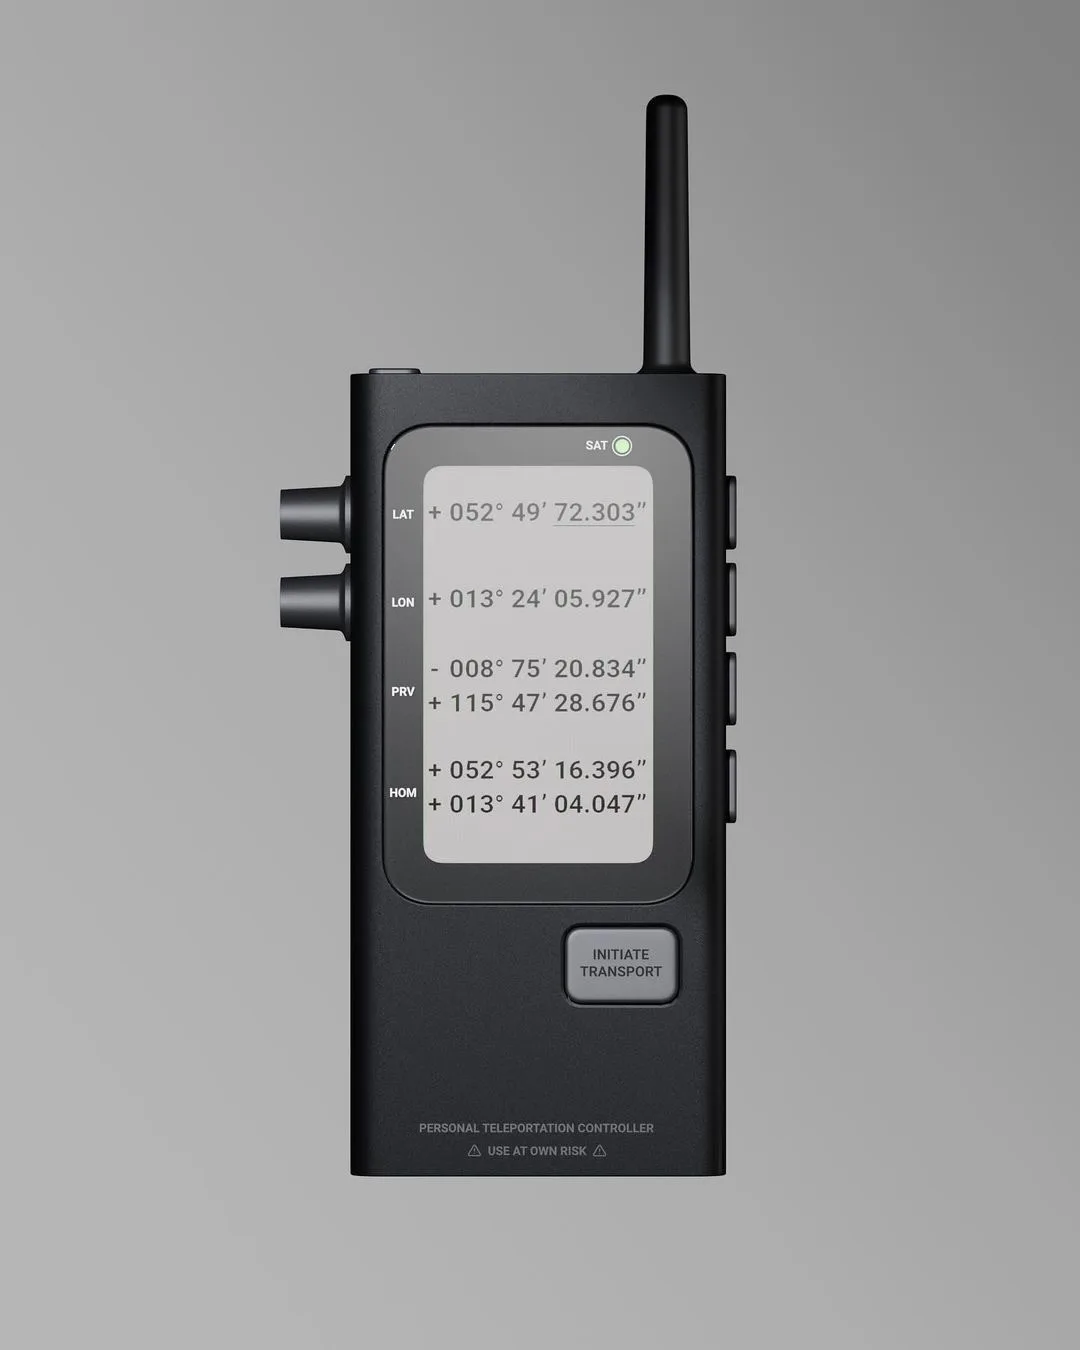 SAT
LAT + 052° 49’ 72.303”
LON + 013° 24’ 05.927”
- 008° 75’ 20.834”
PRV
+ 115° 47’ 28.676”
+ 052° 53’ 16.396”
HOM
+ 013° 41’ 04.047”
INITIATE
TRANSPORT
PERSONAL TELEPORTATION CONTROLLER
⚠ USE AT OWN RISK ⚠